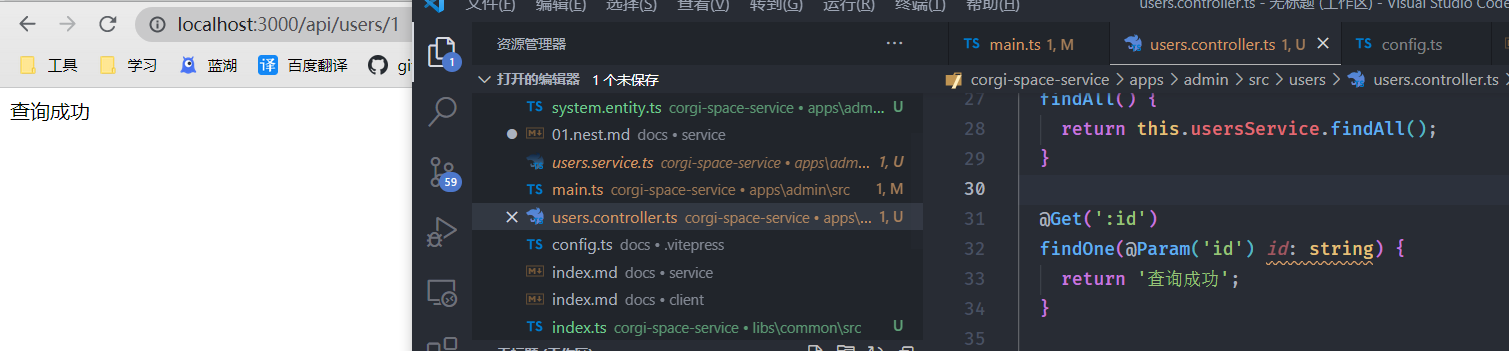 localhost:3000/api/users/1
工具 学习 蓝湖 百度翻译
查询成功
文件(F) 编辑(E) 选择(S) 查看(V) 转到(G) 运行(R) 终端(T) 帮助(H) users.controller.ts - 无标题 (工作区) - Visual Studio Code
资源管理器 ···
打开的编辑器 1 个未保存
system.entity.ts corgi-space-service • apps\adm... U
01.nest.md docs • service
users.service.ts corgi-space-service • apps\adm... 1, U
main.ts corgi-space-service • apps\admin\src 1, M
users.controller.ts corgi-space-service • apps\... 1, U
config.ts docs • .vitepress
index.md docs • service
index.md docs • client
index.ts corgi-space-service • libs\common\src U
1
59
main.ts 1, M users.controller.ts 1, U config.ts
corgi-space-service > apps > admin > src > users > users.controller.ts
27 findAll() {
28 return this.usersService.findAll();
29 }
30
31 @Get(':id')
32 findOne(@Param('id') id: string) {
33 return '查询成功';
34 }
35